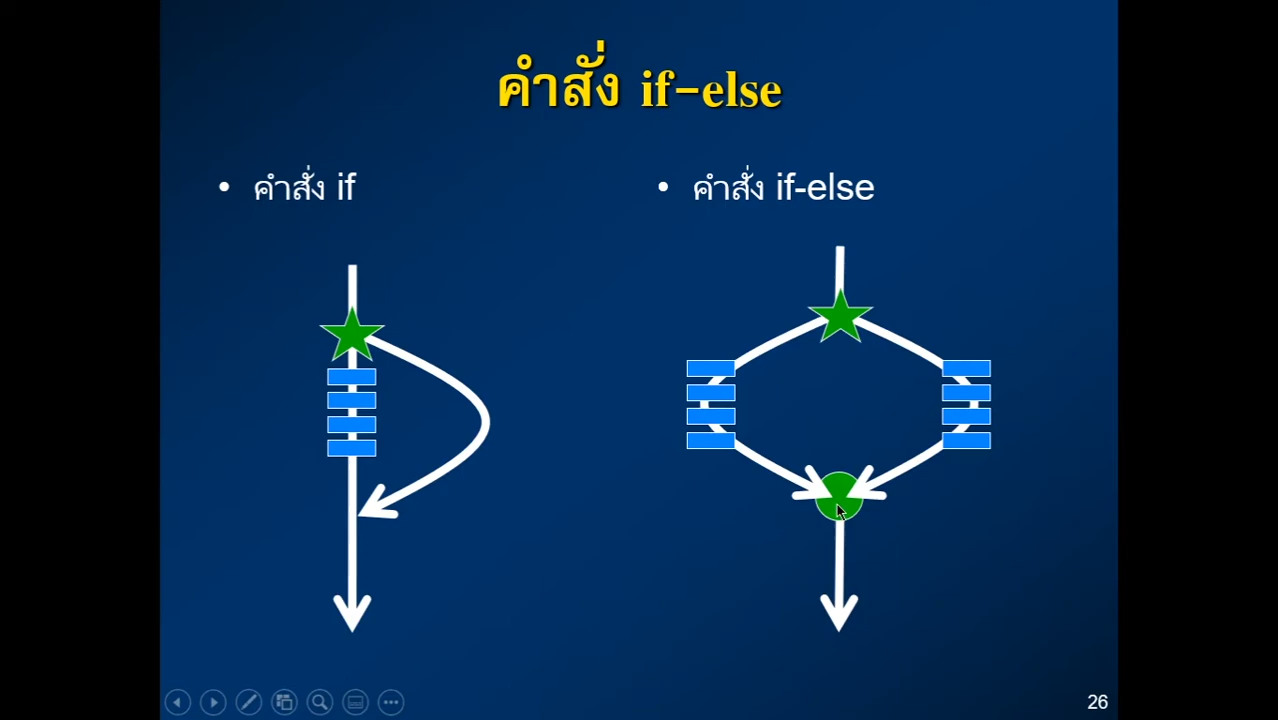 คำสั่ง if-else
• คำสั่ง if
• คำสั่ง if-else
26